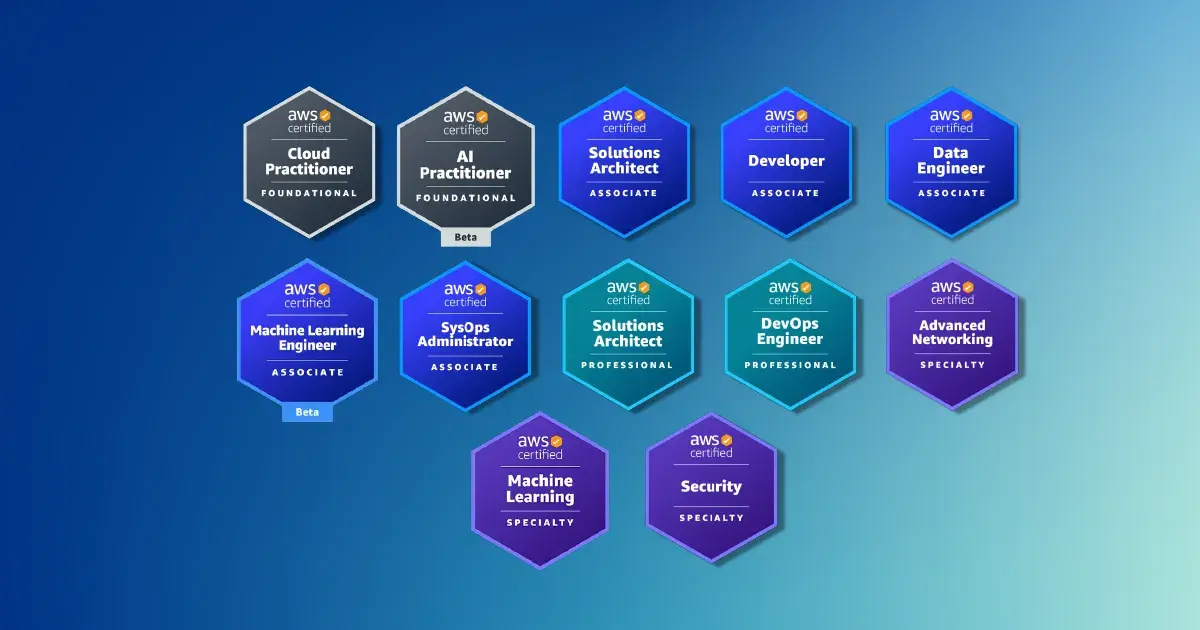 aws
certified
Cloud
Practitioner
FOUNDATIONAL
aws
certified
AI
Practitioner
FOUNDATIONAL
Beta
aws
certified
Solutions
Architect
ASSOCIATE
aws
certified
Developer
ASSOCIATE
aws
certified
Data
Engineer
ASSOCIATE
aws
certified
Machine Learning
Engineer
ASSOCIATE
Beta
aws
certified
SysOps
Administrator
ASSOCIATE
aws
certified
Solutions
Architect
PROFESSIONAL
aws
certified
DevOps
Engineer
PROFESSIONAL
aws
certified
Advanced
Networking
SPECIALTY
aws
certified
Machine
Learning
SPECIALTY
aws
certified
Security
SPECIALTY